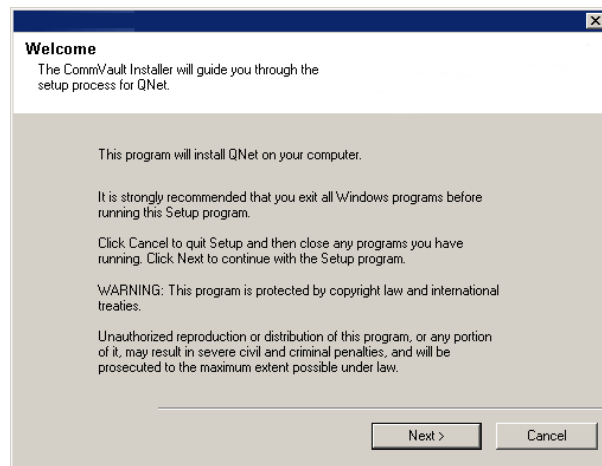 Welcome
The CommVault Installer will guide you through the
setup process for QNet.
This program will install QNet on your computer.
It is strongly recommended that you exit all Windows programs before
running this Setup program.
Click Cancel to quit Setup and then close any programs you have
running. Click Next to continue with the Setup program.
WARNING: This program is protected by copyright law and international
treaties.
Unauthorized reproduction or distribution of this program, or any portion
of it, may result in severe civil and criminal penalties, and will be
prosecuted to the maximum extent possible under law.
Next >
Cancel